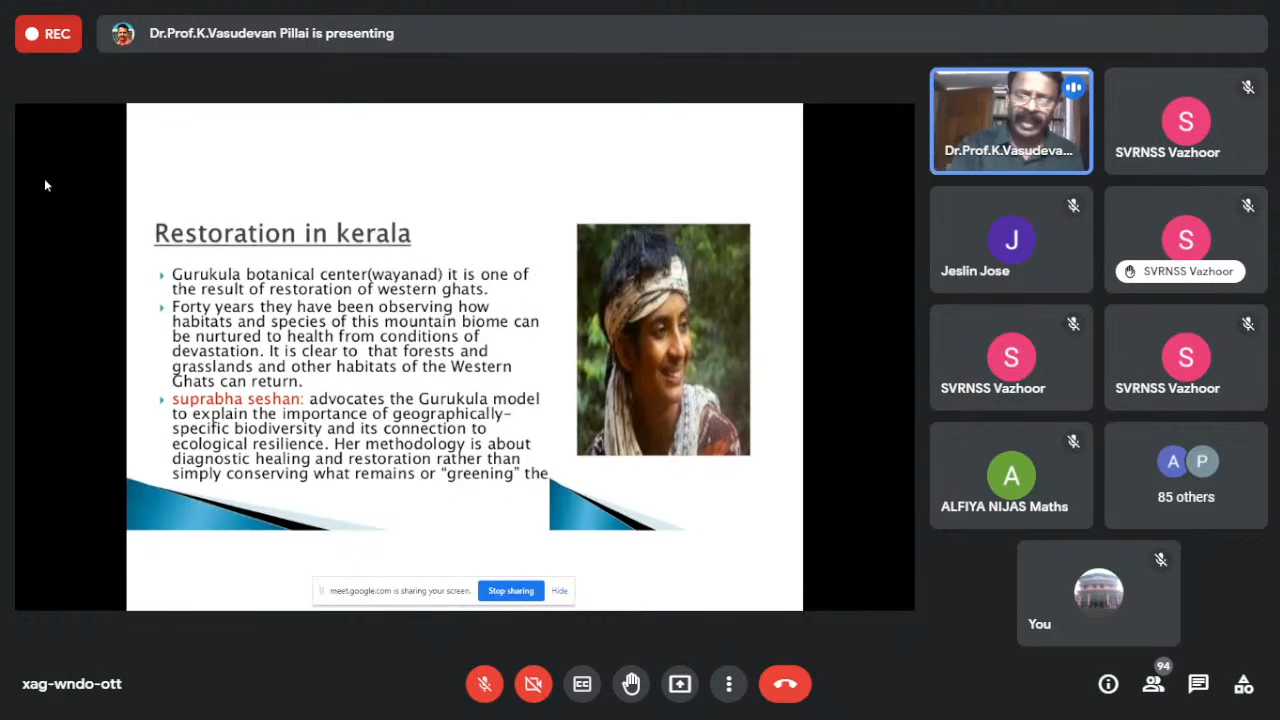 REC
Dr.Prof.K.Vasudevan Pillai is presenting
Restoration in kerala
Gurukula botanical center(wayanad) it is one of
the result of restoration of western ghats.
Forty years they have been observing how
habitats and species of this mountain biome can
be nurtured to health from conditions of
devastation. It is clear to that forests and
grasslands and other habitats of the Western
Ghats can return.
suprabha seshan: advocates the Gurukula model
to explain the importance of geographically-
specific biodiversity and its connection to
ecological resilience. Her methodology is about
diagnostic healing and restoration rather than
simply conserving what remains or “greening” the
meet.google.com is sharing your screen.
Stop sharing
Hide
Dr.Prof.K.Vasudeva...
S
SVRNSS Vazhoor
J
Jeslin Jose
S
SVRNSS Vazhoor
S
SVRNSS Vazhoor
S
SVRNSS Vazhoor
A
ALFIYA NIJAS Maths
A P
85 others
You
xag-wndo-ott
CC
94